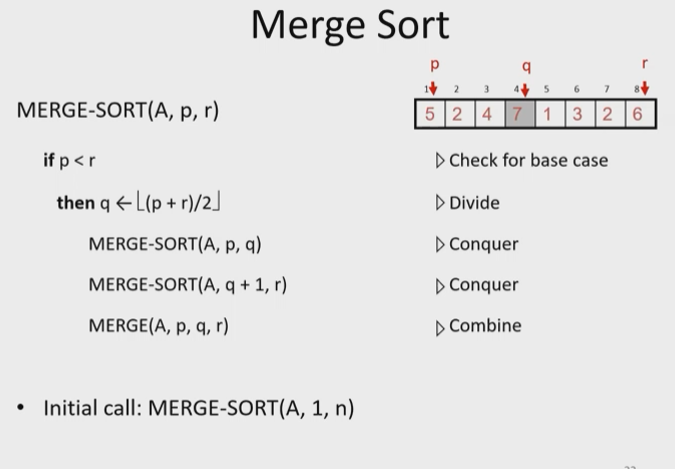 Merge Sort
p q r
1 2 3 4 5 6 7 8
5 2 4 7 1 3 2 6
MERGE-SORT(A, p, r)
if p < r ▷ Check for base case
then q ← ⌊(p + r)/2⌋ ▷ Divide
MERGE-SORT(A, p, q) ▷ Conquer
MERGE-SORT(A, q + 1, r) ▷ Conquer
MERGE(A, p, q, r) ▷ Combine
• Initial call: MERGE-SORT(A, 1, n)